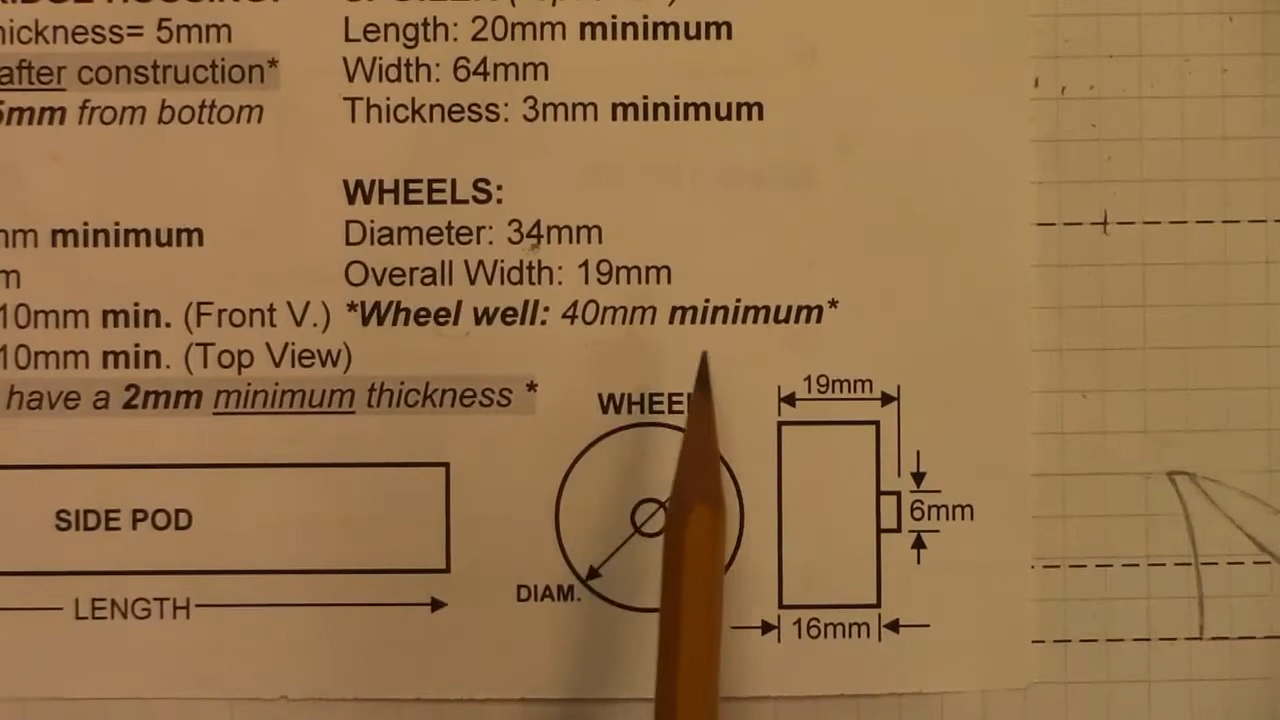 thickness= 5mm
after construction*
5mm from bottom
Length: 20mm minimum
Width: 64mm
Thickness: 3mm minimum
WHEELS:
Diameter: 34mm
Overall Width: 19mm
*Wheel well: 40mm minimum*
minimum
10mm min. (Front V.)
10mm min. (Top View)
have a 2mm minimum thickness *
SIDE POD
LENGTH
WHEEL
DIAM.
19mm
6mm
16mm